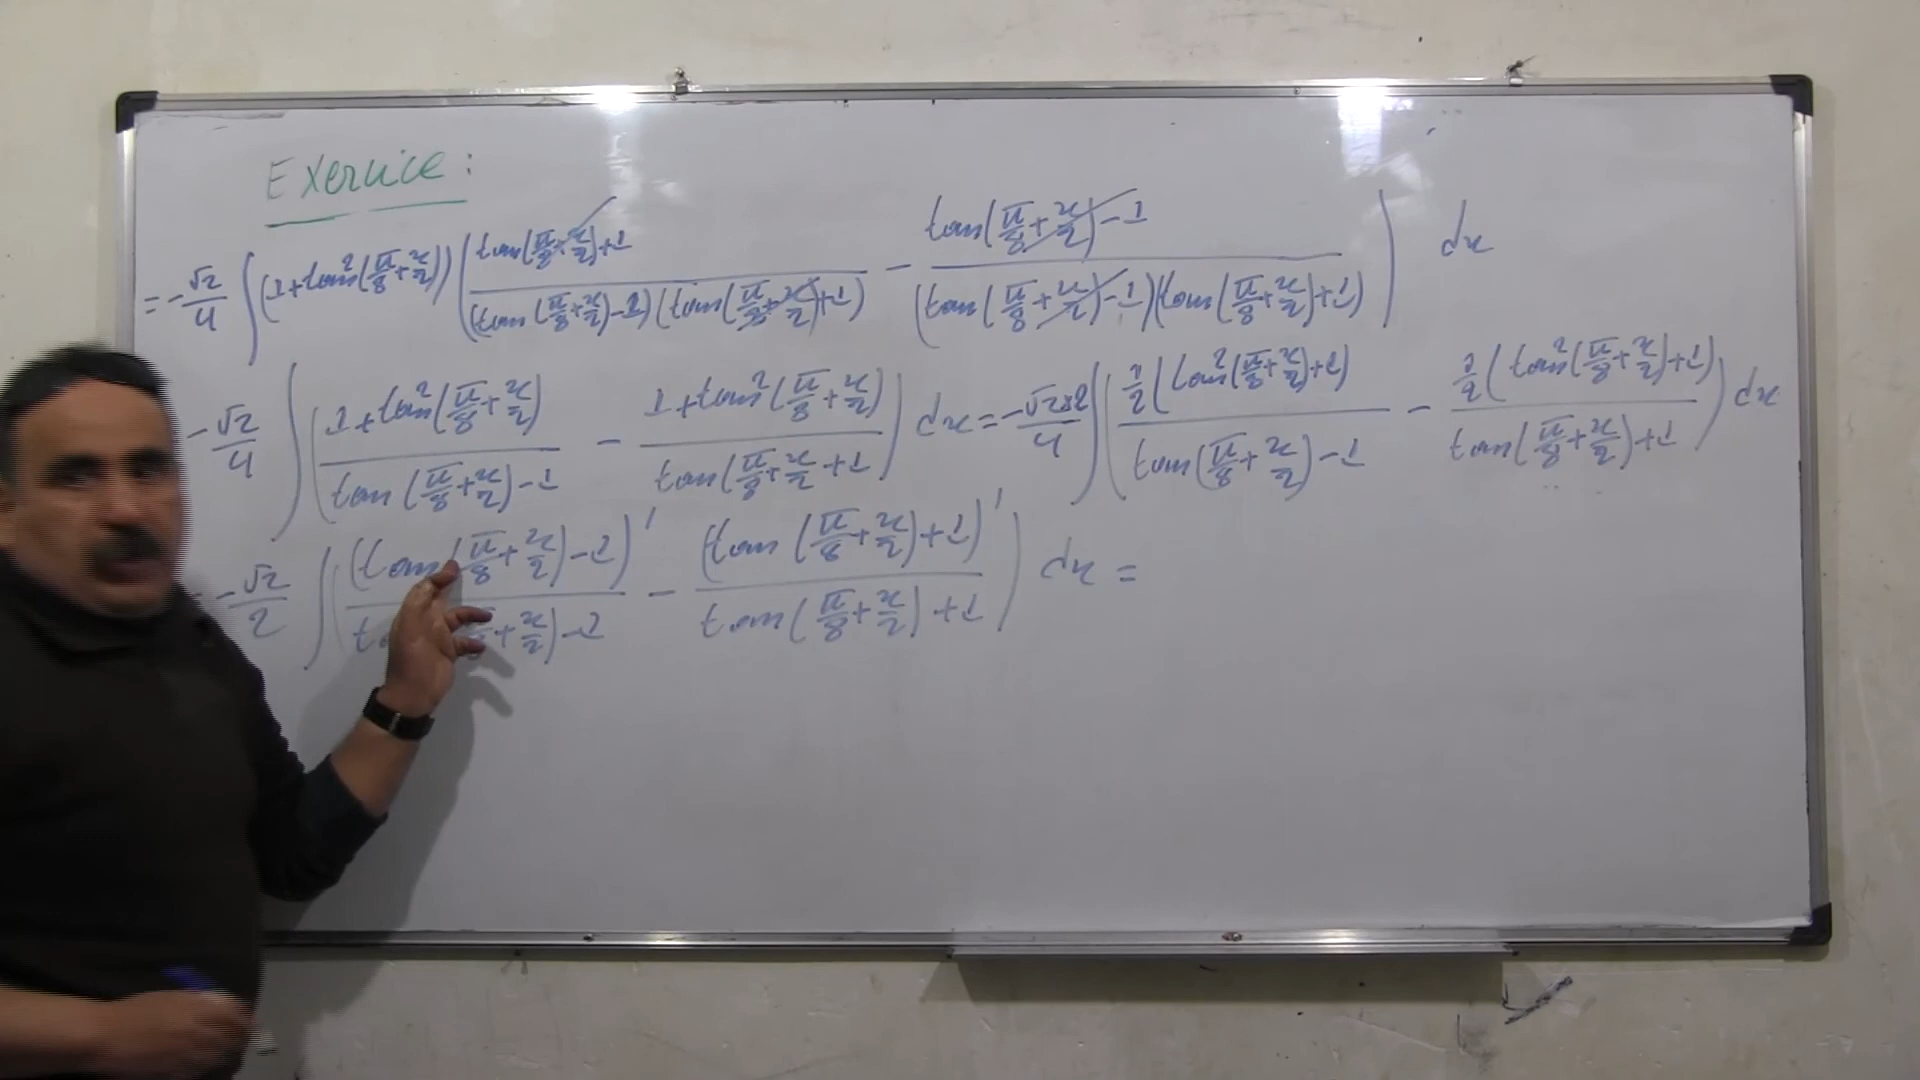 Exercice :
= -√2/4 ∫ (1+tan²(π/8+x/2)) ( (tan(π/8+x/2)+1)/((tan(π/8+x/2)-1)(tan(π/8+x/2)+1)) - (tan(π/8+x/2)-1)/((tan(π/8+x/2)-1)(tan(π/8+x/2)+1)) ) dx
-√2/4 ∫ ( (1+tan²(π/8+x/2))/(tan(π/8+x/2)-1) - (1+tan²(π/8+x/2))/(tan(π/8+x/2+1) ) dx = -√2×2/4 ∫ ( (1/2(tan²(π/8+x/2)+1))/(tan(π/8+x/2)-1) - (1/2(tan²(π/8+x/2)+1))/(tan(π/8+x/2)+1) ) dx
-√2/2 ∫ ( (tan(π/8+x/2)-1)'/(tan(π/8+x/2)-1) - (tan(π/8+x/2)+1)'/(tan(π/8+x/2)+1) ) dx =